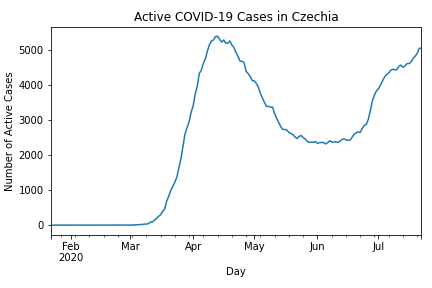 Active COVID-19 Cases in Czechia
Number of Active Cases
5000
4000
3000
2000
1000
0
Feb Mar Apr May Jun Jul
2020
Day